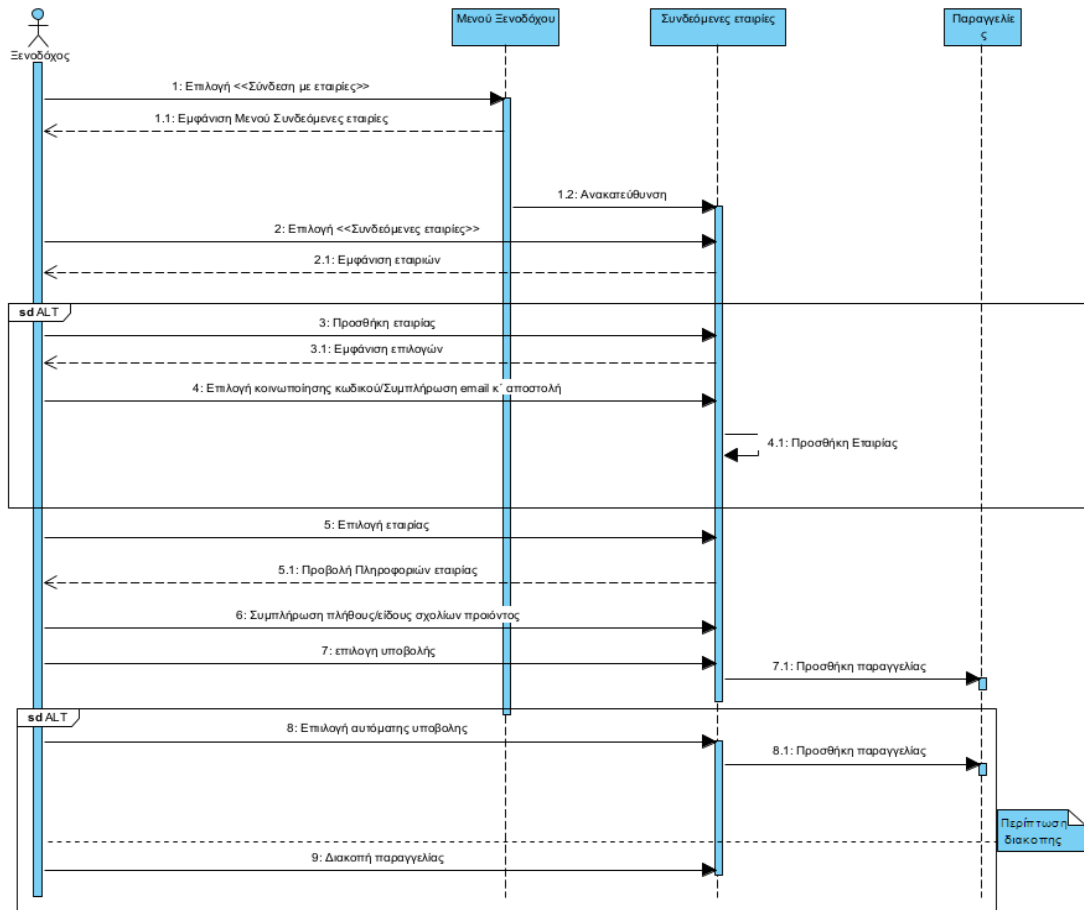 Μενού Ξενοδόχου
Συνδεόμενες εταιρίες
Παραγγελίε
ς
Ξενοδόχος
1: Επιλογή <<Σύνδεση με εταιρίες>>
1.1: Εμφάνιση Μενού Συνδεόμενες εταιρίες
1.2: Ανακατεύθυνση
2: Επιλογή <<Συνδεόμενες εταιρίες>>
2.1: Εμφάνιση εταιριών
sd ALT
3: Προσθήκη εταιρίας
3.1: Εμφάνιση επιλογών
4: Επιλογή κοινωποίησης κωδικού/Συμπλήρωση email κ΄ αποστολή
4.1: Προσθήκη Εταιρίας
5: Επιλογή εταιρίας
5.1: Προβολή Πληροφοριών εταιρίας
6: Συμπλήρωση πλήθους/είδους σχολίων προιόντος
7: επιλογη υποβολής
7.1: Προσθήκη παραγγελίας
sd ALT
8: Επιλογή αυτόματης υποβολης
8.1: Προσθήκη παραγγελίας
Περίπτωση
διακοπης
9: Διακοπή παραγγελίας